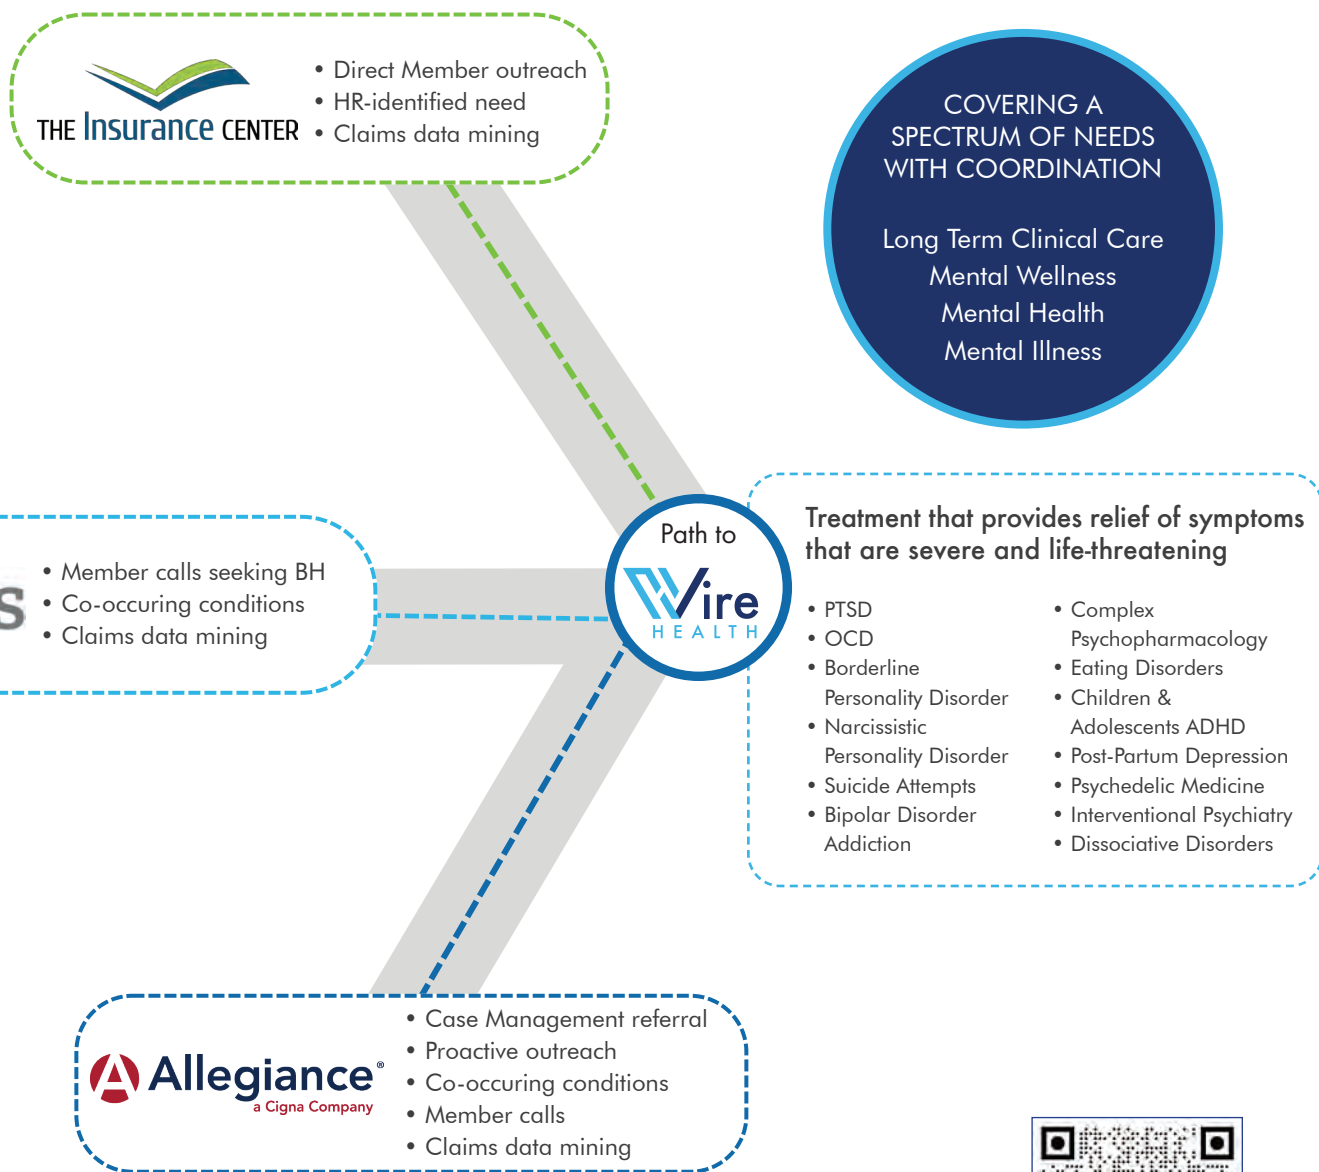 THE Insurance CENTER
• Direct Member outreach
• HR-identified need
• Claims data mining
COVERING A
SPECTRUM OF NEEDS
WITH COORDINATION
Long Term Clinical Care
Mental Wellness
Mental Health
Mental Illness
• Member calls seeking BH
• Co-occuring conditions
• Claims data mining
Path to
Wire
HEALTH
Treatment that provides relief of symptoms
that are severe and life-threatening
• PTSD
• OCD
• Borderline
Personality Disorder
• Narcissistic
Personality Disorder
• Suicide Attempts
• Bipolar Disorder
Addiction
• Complex
Psychopharmacology
• Eating Disorders
• Children &
Adolescents ADHD
• Post-Partum Depression
• Psychedelic Medicine
• Interventional Psychiatry
• Dissociative Disorders
Allegiance®
a Cigna Company
• Case Management referral
• Proactive outreach
• Co-occuring conditions
• Member calls
• Claims data mining